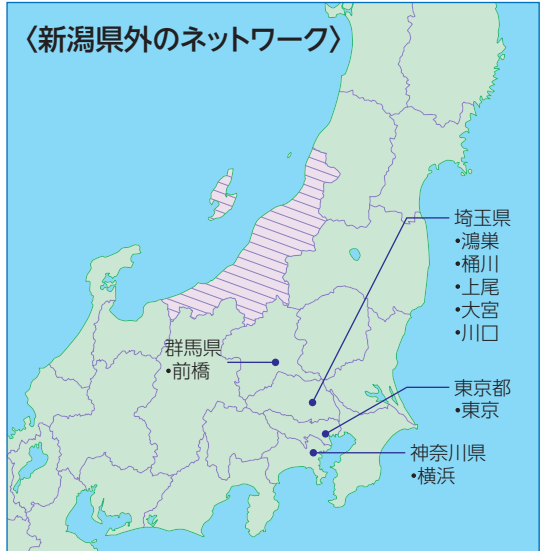 〈新潟県外のネットワーク〉
埼玉県
•鴻巣
•桶川
•上尾
•大宮
•川口
群馬県
•前橋
東京都
•東京
神奈川県
•横浜